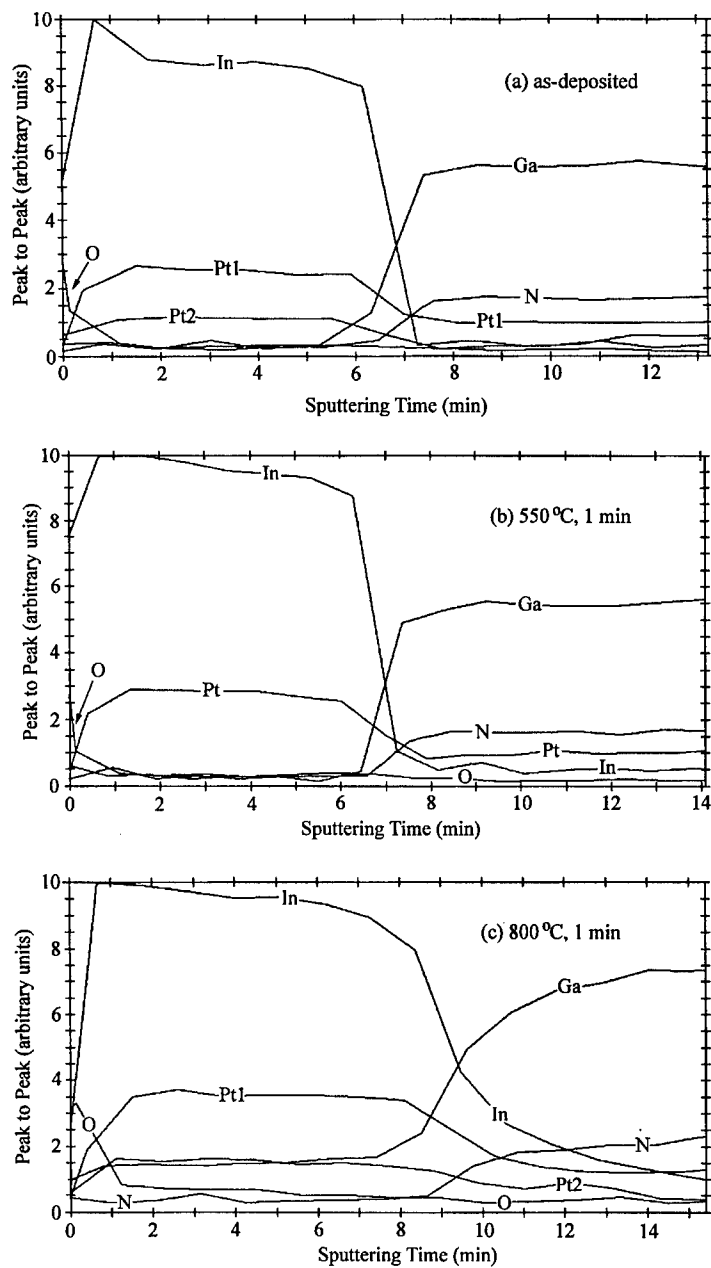 10
8
6
4
2
0
Peak to Peak (arbitrary units)
In
(a) as-deposited
Ga
O
Pt1
N
Pt2
Pt1
0 2 4 6 8 10 12
Sputtering Time (min)
10
8
6
4
2
0
Peak to Peak (arbitrary units)
In
(b) 550 °C, 1 min
Ga
O
Pt
N
Pt
In
O
0 2 4 6 8 10 12 14
Sputtering Time (min)
10
8
6
4
2
0
Peak to Peak (arbitrary units)
In
(c) 800 °C, 1 min
Ga
Pt1
O
In
N
Pt2
N
O
0 2 4 6 8 10 12 14
Sputtering Time (min)